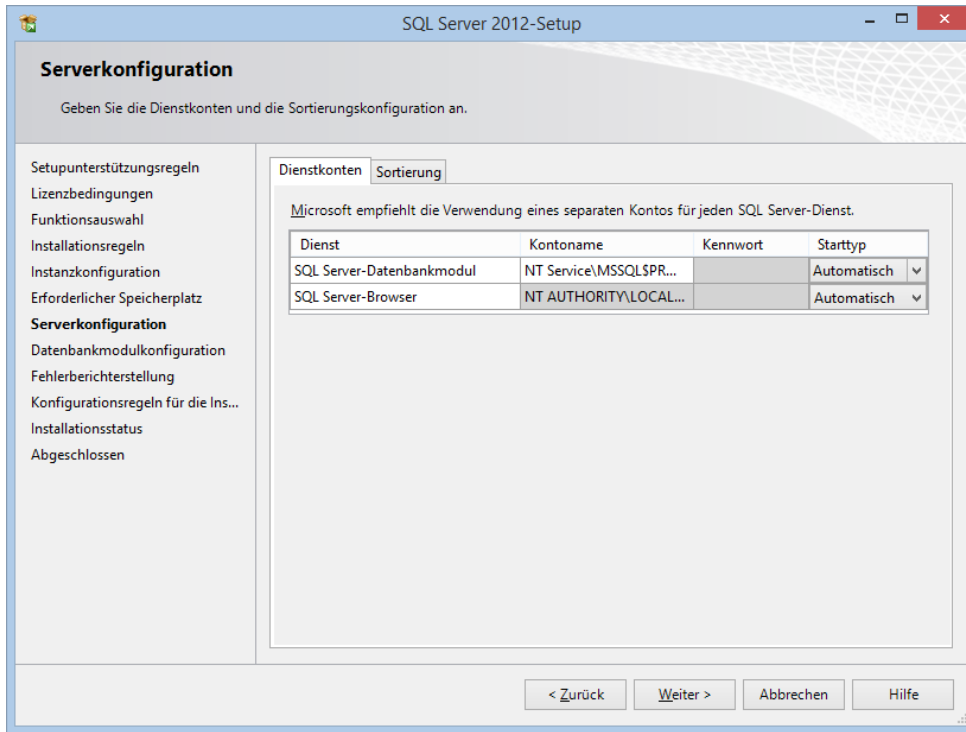 SQL Server 2012-Setup
Serverkonfiguration
Geben Sie die Dienstkonten und die Sortierungskonfiguration an.
Setupunterstützungsregeln
Lizenzbedingungen
Funktionsauswahl
Installationsregeln
Instanzkonfiguration
Erforderlicher Speicherplatz
Serverkonfiguration
Datenbankmodulkonfiguration
Fehlerberichterstellung
Konfigurationsregeln für die Ins...
Installationsstatus
Abgeschlossen
Dienstkonten Sortierung
Microsoft empfiehlt die Verwendung eines separaten Kontos für jeden SQL Server-Dienst.
Dienst Kontoname Kennwort Starttyp
SQL Server-Datenbankmodul NT Service\MSSQL$PR... Automatisch
SQL Server-Browser NT AUTHORITY\LOCAL... Automatisch
< Zurück Weiter > Abbrechen Hilfe